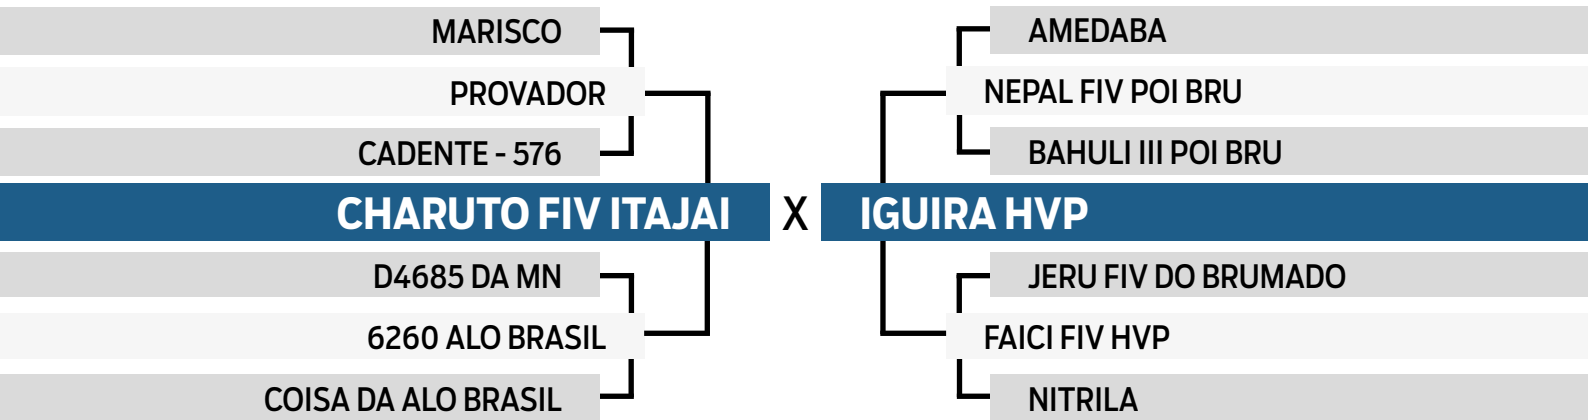 MARISCO
PROVADOR
CADENTE - 576
CHARUTO FIV ITAJAI
D4685 DA MN
6260 ALO BRASIL
COISA DA ALO BRASIL
X
AMEDABA
NEPAL FIV POI BRU
BAHULI III POI BRU
IGUIRA HVP
JERU FIV DO BRUMADO
FAICI FIV HVP
NITRILA